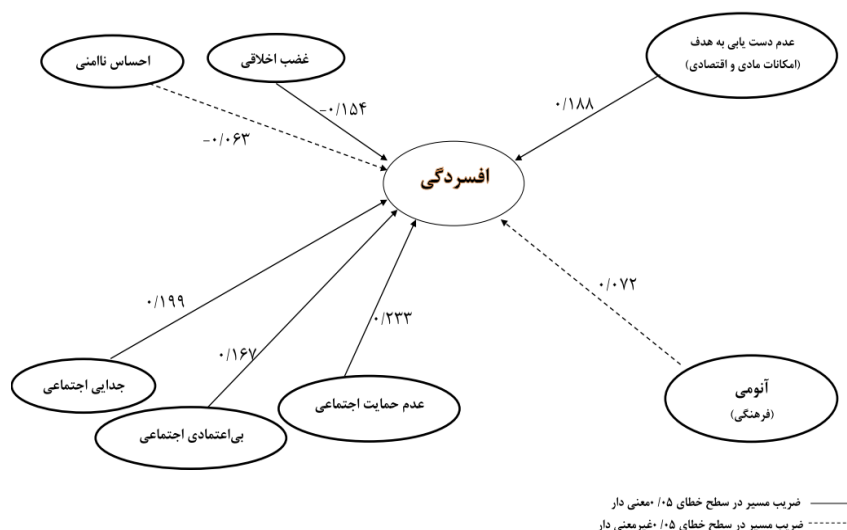 عدم دست یابی به هدف
(امکانات مادی و اقتصادی)
غضب اخلاقی
احساس ناامنی
۰/۱۸۸
-۰/۱۵۴
-۰/۰۶۳
افسردگی
۰/۰۷۲
۰/۲۳۳
۰/۱۶۷
۰/۱۹۹
آنومی
(فرهنگی)
عدم حمایت اجتماعی
بی‌اعتمادی اجتماعی
جدایی اجتماعی
ضریب مسیر در سطح خطای ۰/۰۵ معنی دار
ضریب مسیر در سطح خطای ۰/۰۵ غیرمعنی دار